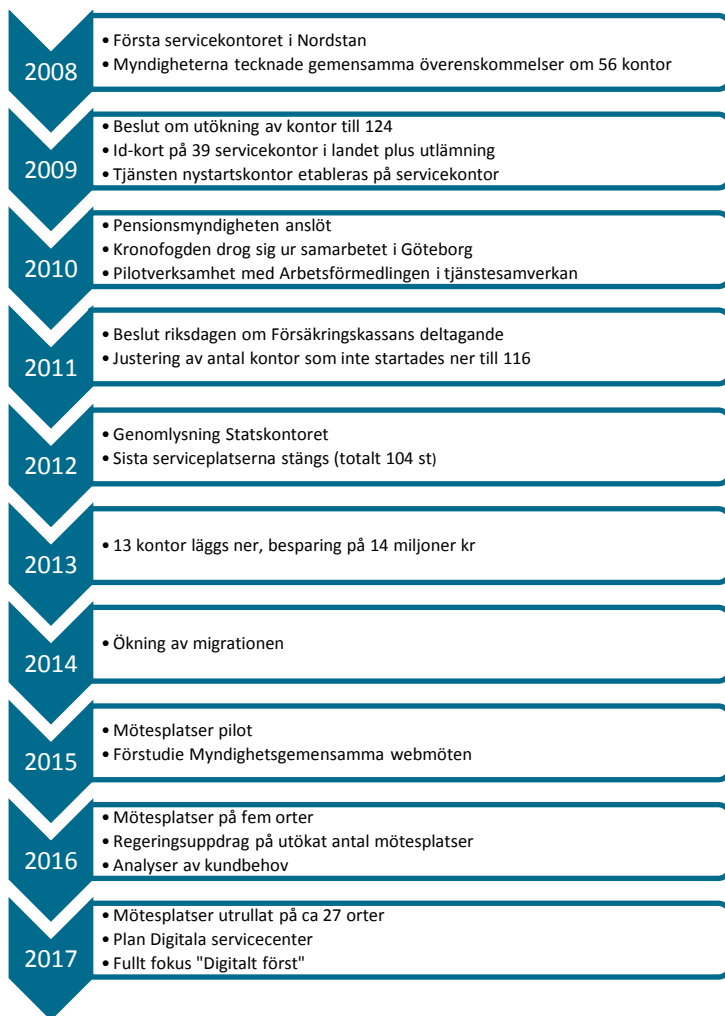 2008
• Första servicekontoret i Nordstan
• Myndigheterna tecknade gemensamma överenskommelser om 56 kontor
2009
• Beslut om utökning av kontor till 124
• Id-kort på 39 servicekontor i landet plus utlämning
• Tjänsten nystartskontor etableras på servicekontor
2010
• Pensionsmyndigheten anslöt
• Kronofogden drog sig ur samarbetet i Göteborg
• Pilotverksamhet med Arbetsförmedlingen i tjänstesamverkan
2011
• Beslut riksdagen om Försäkringskassans deltagande
• Justering av antal kontor som inte startades ner till 116
2012
• Genomlysning Statskontoret
• Sista serviceplatserna stängs (totalt 104 st)
2013
• 13 kontor läggs ner, besparing på 14 miljoner kr
2014
• Ökning av migrationen
2015
• Mötesplatser pilot
• Förstudie Myndighetsgemensamma webmöten
2016
• Mötesplatser på fem orter
• Regeringsuppdrag på utökat antal mötesplatser
• Analyser av kundbehov
2017
• Mötesplatser utrullat på ca 27 orter
• Plan Digitala servicecenter
• Fullt fokus "Digitalt först"